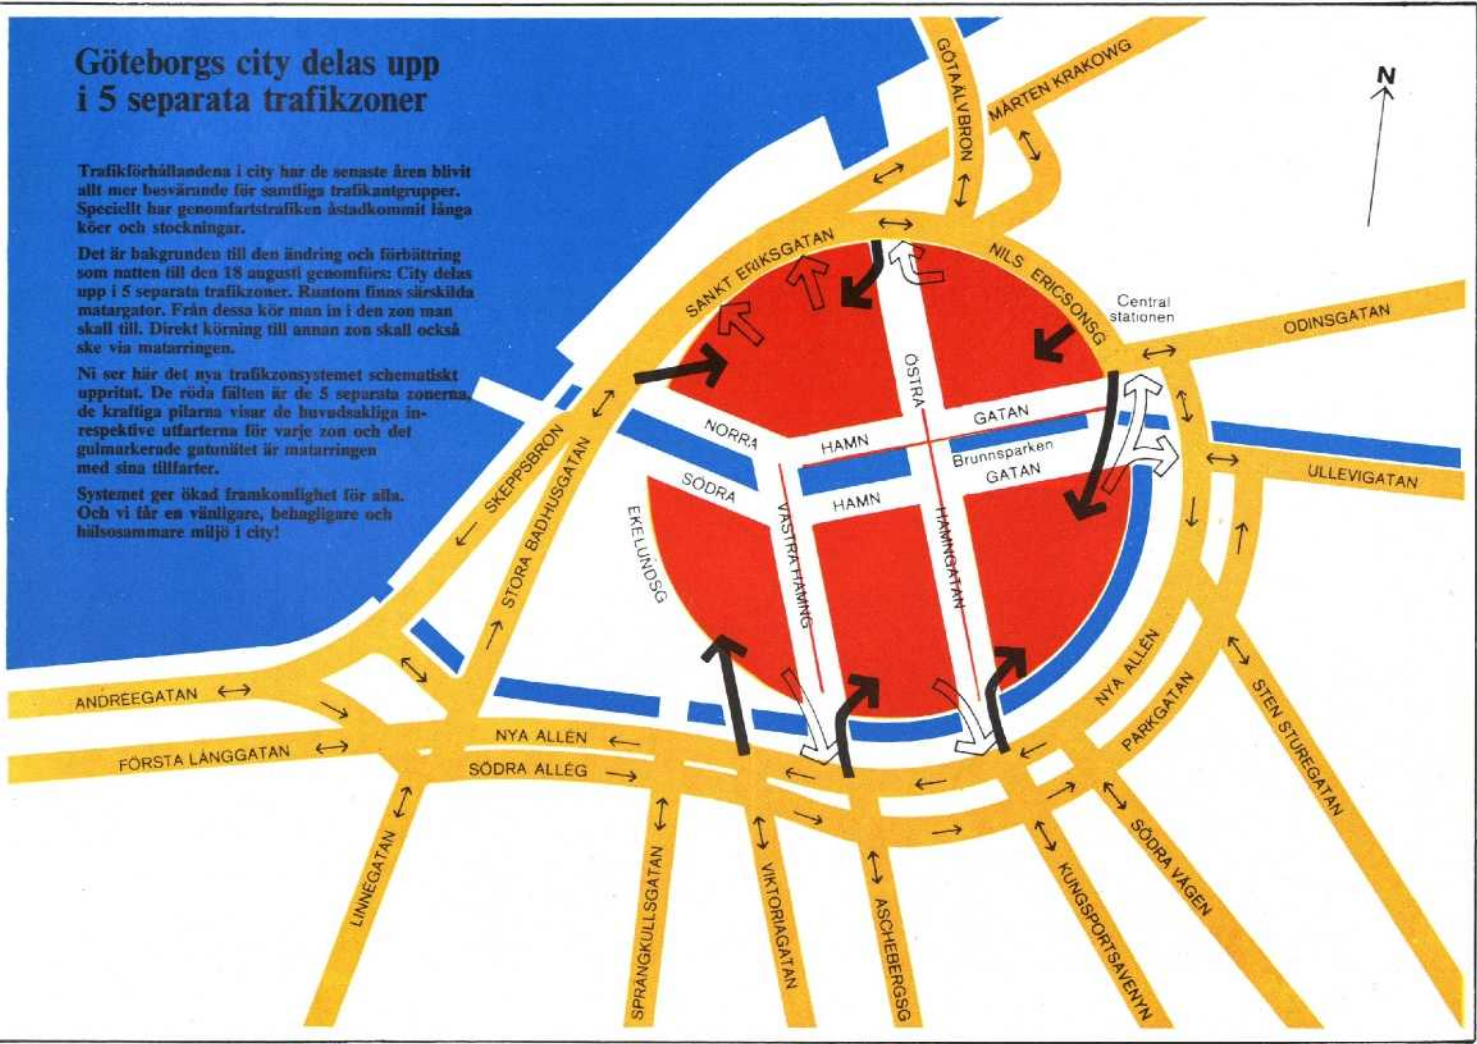 Göteborgs city delas upp
i 5 separata trafikzoner
Trafikförhållandena i city har de senaste åren blivit
allt mer besvärande för samtliga trafikantgrupper.
Speciellt har genomfartstrafiken åstadkommit långa
köer och stockningar.
Det är bakgrunden till den ändring och förbättring
som natten till den 18 augusti genomförs: City delas
upp i 5 separata trafikzoner. Runtom finns särskilda
matargator. Från dessa kör man in i den zon man
skall till. Direkt körning till annan zon skall också
ske via matarringen.
Ni ser här det nya trafikzonsystemet schematiskt
uppritat. De röda fälten är de 5 separata zonerna,
de kraftiga pilarna visar de huvudsakliga in-
respektive utfarterna för varje zon och det
gulmarkerade gatunätet är matarringen
med sina tillfarter.
Systemet ger ökad framkomlighet för alla.
Och vi får en vänligare, behagligare och
hälsosammare miljö i city!
N
GÖTAÄLVBRON
MÅRTEN KRAKOWG
SANKT ERIKSGATAN
NILS ERICSONSG
Central
stationen
ODINSGATAN
ÖSTRA
NORRA
HAMN
GATAN
Brunnsparken
SÖDRA
HAMN
GATAN
ULLEVIGATAN
SKEPPSBRON
STORA BADHUSGATAN
EKELUNDSG
VÄSTRA HAMNG
HAMNGATAN
ANDRÉEGATAN
FÖRSTA LÅNGGATAN
NYA ALLÉN
SÖDRA ALLÉG
NYA ALLÉN
PARKGATAN
STEN STUREGATAN
LINNÉGATAN
SPRÄNGKULLSGATAN
VIKTORIAGATAN
ASCHEBERGSG
KUNGSPORTSAVENYN
SÖDRA VÄGEN